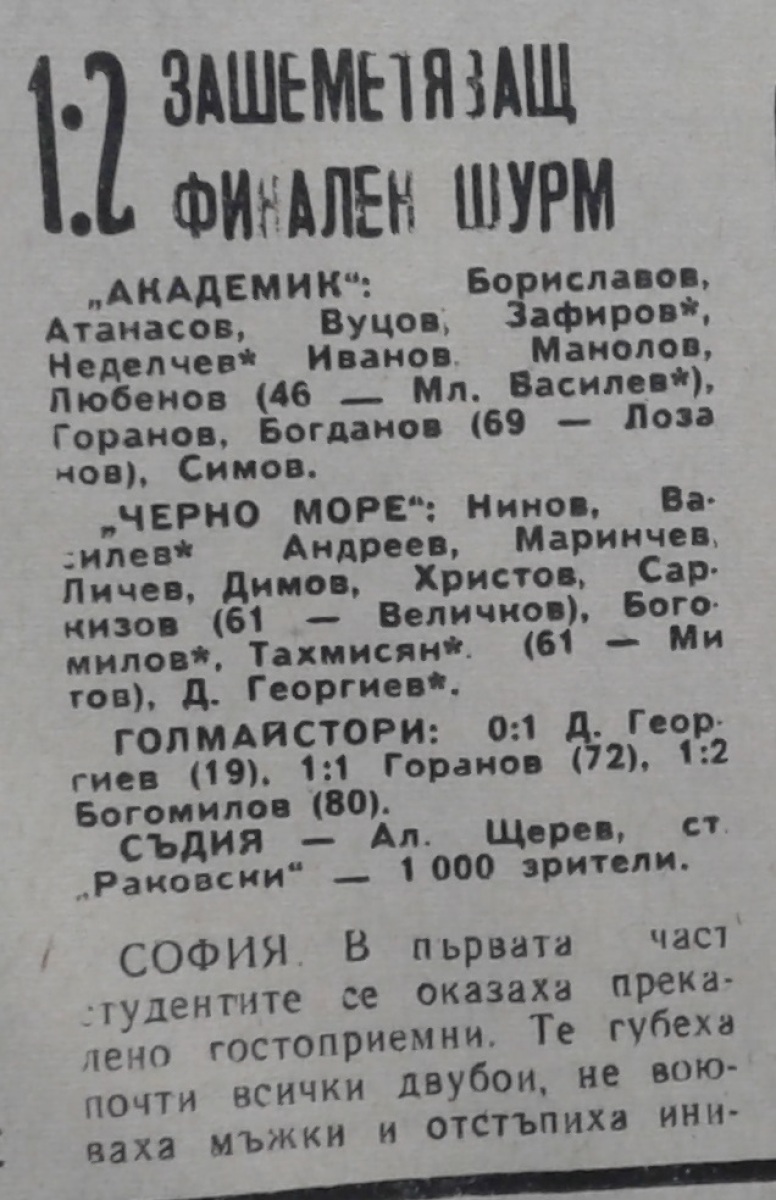 1:2 ЗАШЕМЕТЯВАЩ
ФИНАЛЕН ШУРМ
„АКАДЕМИК“: Бориславов,
Атанасов, Вуцов, Зафиров*,
Неделчев* Иванов. Манолов,
Любенов (46 — Мл. Василев*),
Горанов, Богданов (69 — Лоза
нов), Симов.
„ЧЕРНО МОРЕ“: Нинов, Ва-
силев* Андреев, Маринчев,
Личев, Димов, Христов, Сар-
кизов (61 — Величков), Бого-
милов*, Тахмисян*. (61 — Ми
тов), Д. Георгиев*.
ГОЛМАЙСТОРИ: 0:1 Д. Геор-
гиев (19), 1:1 Горанов (72), 1:2
Богомилов (80).
СЪДИЯ — Ал. Щерев, ст.
„Раковски“ — 1 000 зрители.
СОФИЯ. В първата част
студентите се оказаха прека-
лено гостоприемни. Те губеха
почти всички двубои, не вою-
ваха мъжки и отстъпиха ини-